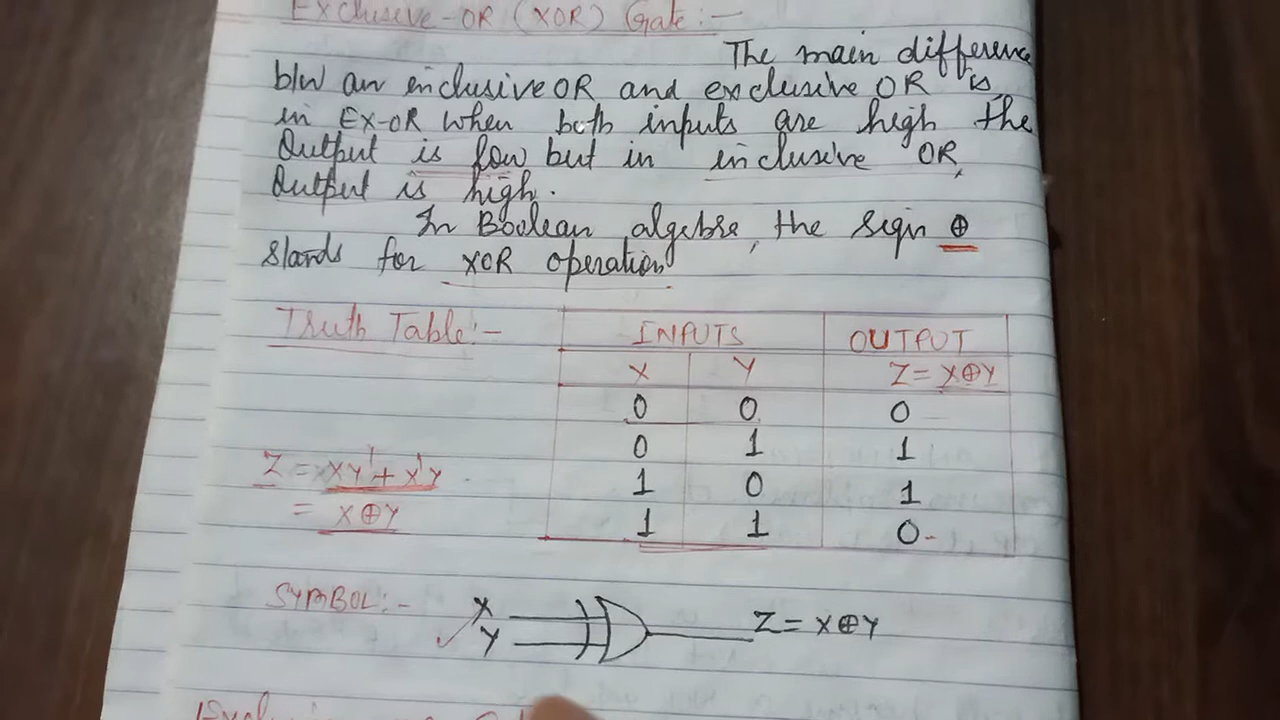 Exclusive-OR (XOR) Gate:-
The main difference
b/w an inclusive OR and exclusive OR is
in EX-OR when both inputs are high the
Output is low but in inclusive OR,
Output is high.
In Boolean algebra, the sign ⊕
stands for XOR operation
Truth Table:-
INPUTS OUTPUT
X Y Z = X⊕Y
0 0 0
0 1 1
1 0 1
1 1 0
Z = XY' + X'Y
= X⊕Y
SYMBOL:-
X
Y
Z = X⊕Y